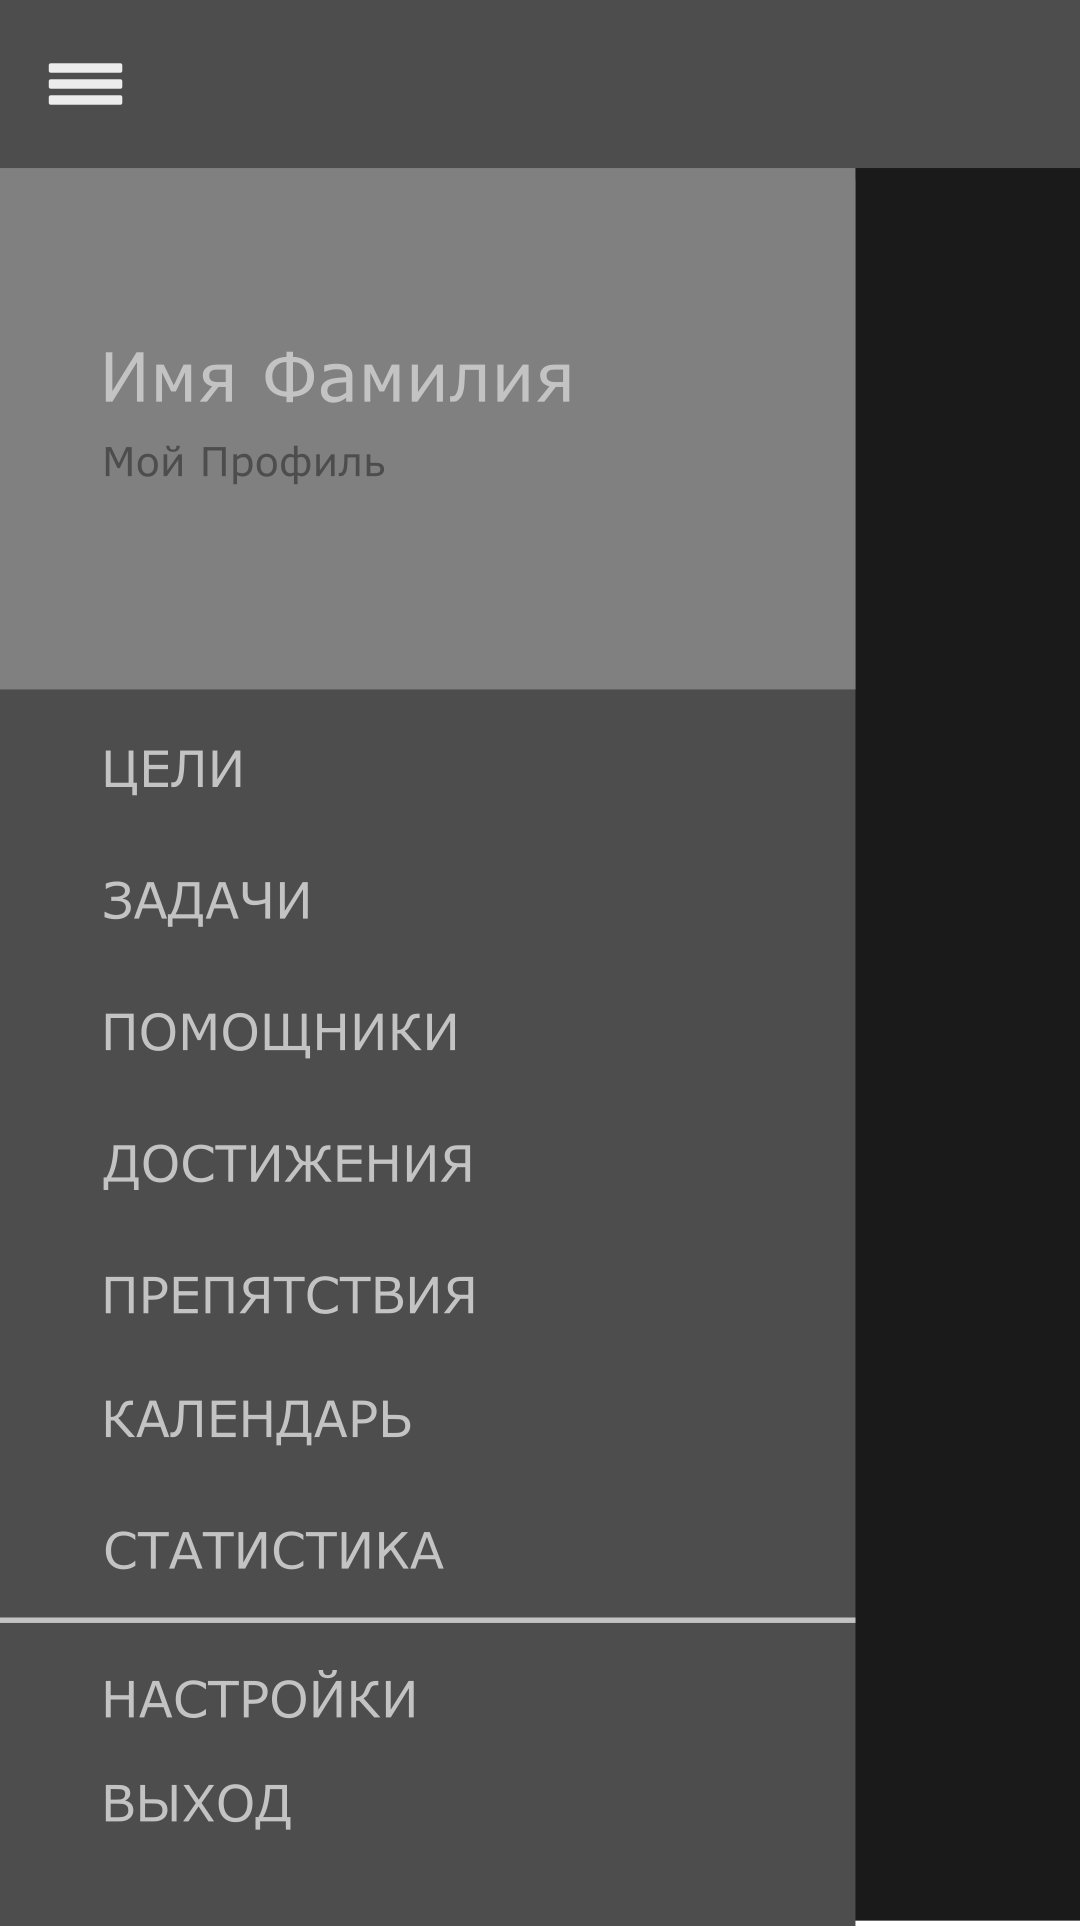 Имя Фамилия
Мой Профиль
ЦЕЛИ
ЗАДАЧИ
ПОМОЩНИКИ
ДОСТИЖЕНИЯ
ПРЕПЯТСТВИЯ
КАЛЕНДАРЬ
СТАТИСТИКА
НАСТРОЙКИ
ВЫХОД